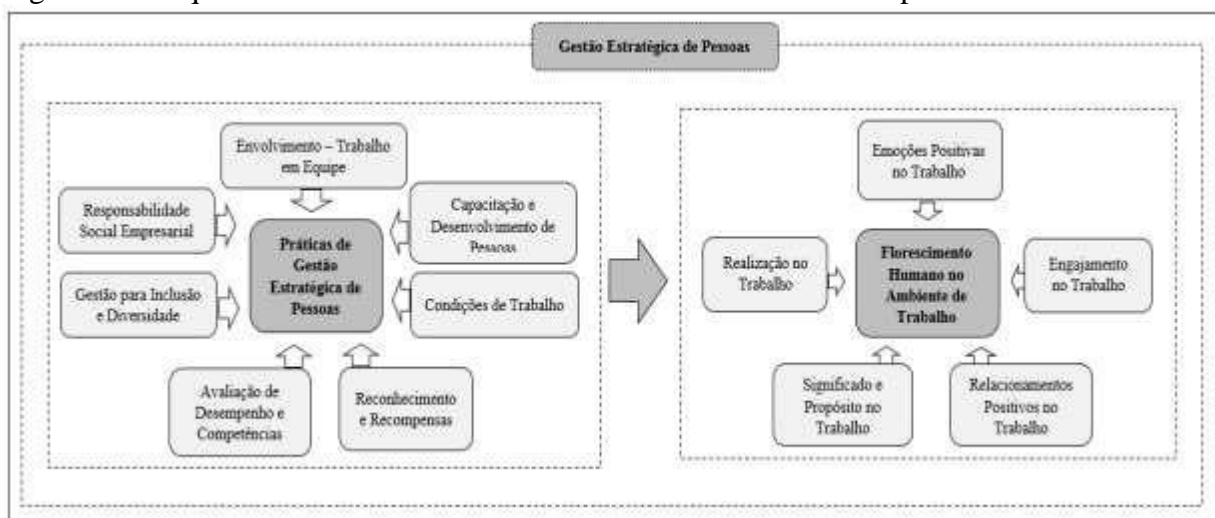 Gestão Estratégica de Pessoas
Envolvimento – Trabalho
em Equipe
Responsabilidade
Social Empresarial
Capacitação e
Desenvolvimento de
Pessoas
Práticas de
Gestão
Estratégica de
Pessoas
Gestão para Inclusão
e Diversidade
Condições de Trabalho
Avaliação de
Desempenho e
Competências
Reconhecimento
e Recompensas
Emoções Positivas
no Trabalho
Realização no
Trabalho
Florescimento
Humano no
Ambiente de
Trabalho
Engajamento
no Trabalho
Significado e
Propósito no
Trabalho
Relacionamentos
Positivos no
Trabalho